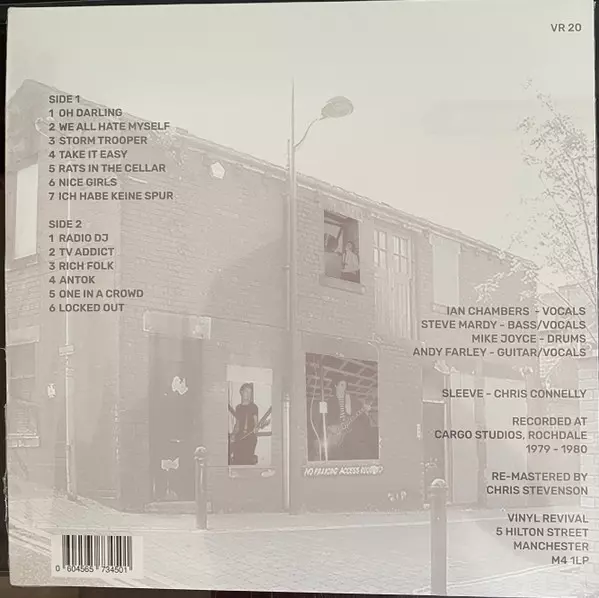 VR 20
SIDE 1
1 OH DARLING
2 WE ALL HATE MYSELF
3 STORM TROOPER
4 TAKE IT EASY
5 RATS IN THE CELLAR
6 NICE GIRLS
7 ICH HABE KEINE SPUR
SIDE 2
1 RADIO DJ
2 TV ADDICT
3 RICH FOLK
4 ANTOK
5 ONE IN A CROWD
6 LOCKED OUT
IAN CHAMBERS - VOCALS
STEVE MARDY - BASS/VOCALS
MIKE JOYCE - DRUMS
ANDY FARLEY - GUITAR/VOCALS
SLEEVE - CHRIS CONNELLY
RECORDED AT
CARGO STUDIOS, ROCHDALE
1979 - 1980
NO PARKING ACCESS REQUIRED
RE-MASTERED BY
CHRIS STEVENSON
VINYL REVIVAL
5 HILTON STREET
MANCHESTER
M4 1LP
0 604565 734501